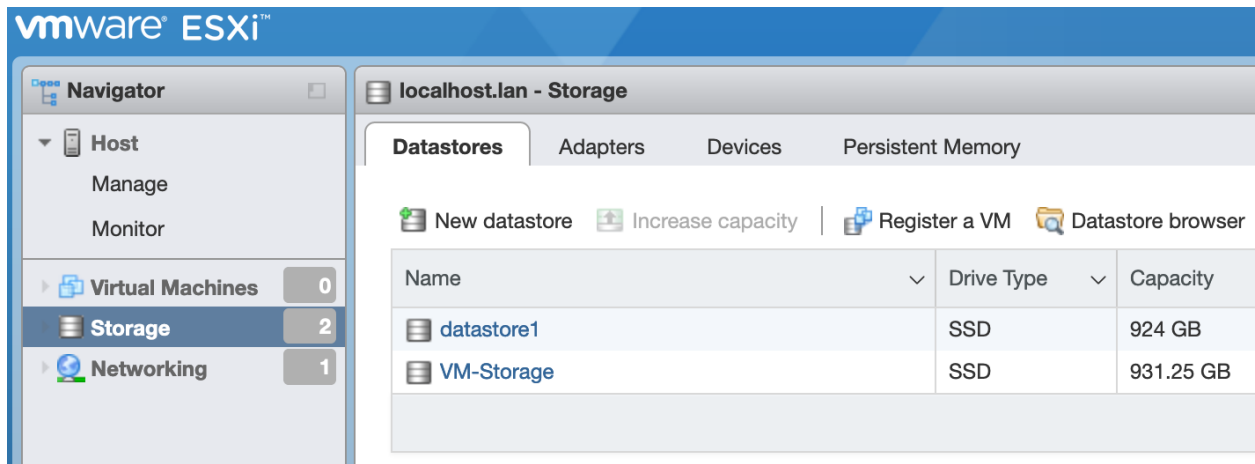 vmware® ESXi™
Navigator
localhost.lan - Storage
Host
Manage
Monitor
Virtual Machines 0
Storage 2
Networking 1
Datastores Adapters Devices Persistent Memory
New datastore Increase capacity Register a VM Datastore browser
Name Drive Type Capacity
datastore1 SSD 924 GB
VM-Storage SSD 931.25 GB